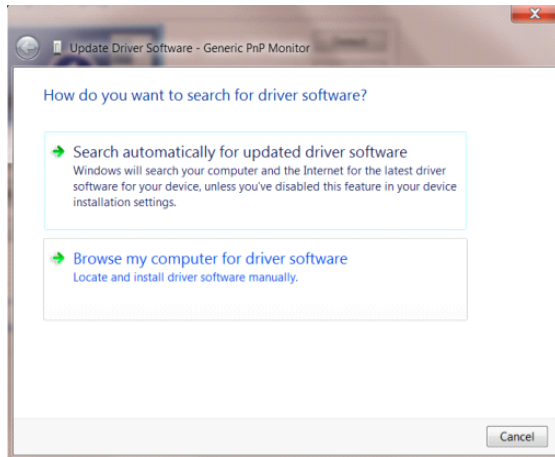 Update Driver Software - Generic PnP Monitor
How do you want to search for driver software?
Search automatically for updated driver software
Windows will search your computer and the Internet for the latest driver
software for your device, unless you've disabled this feature in your device
installation settings.
Browse my computer for driver software
Locate and install driver software manually.
Cancel